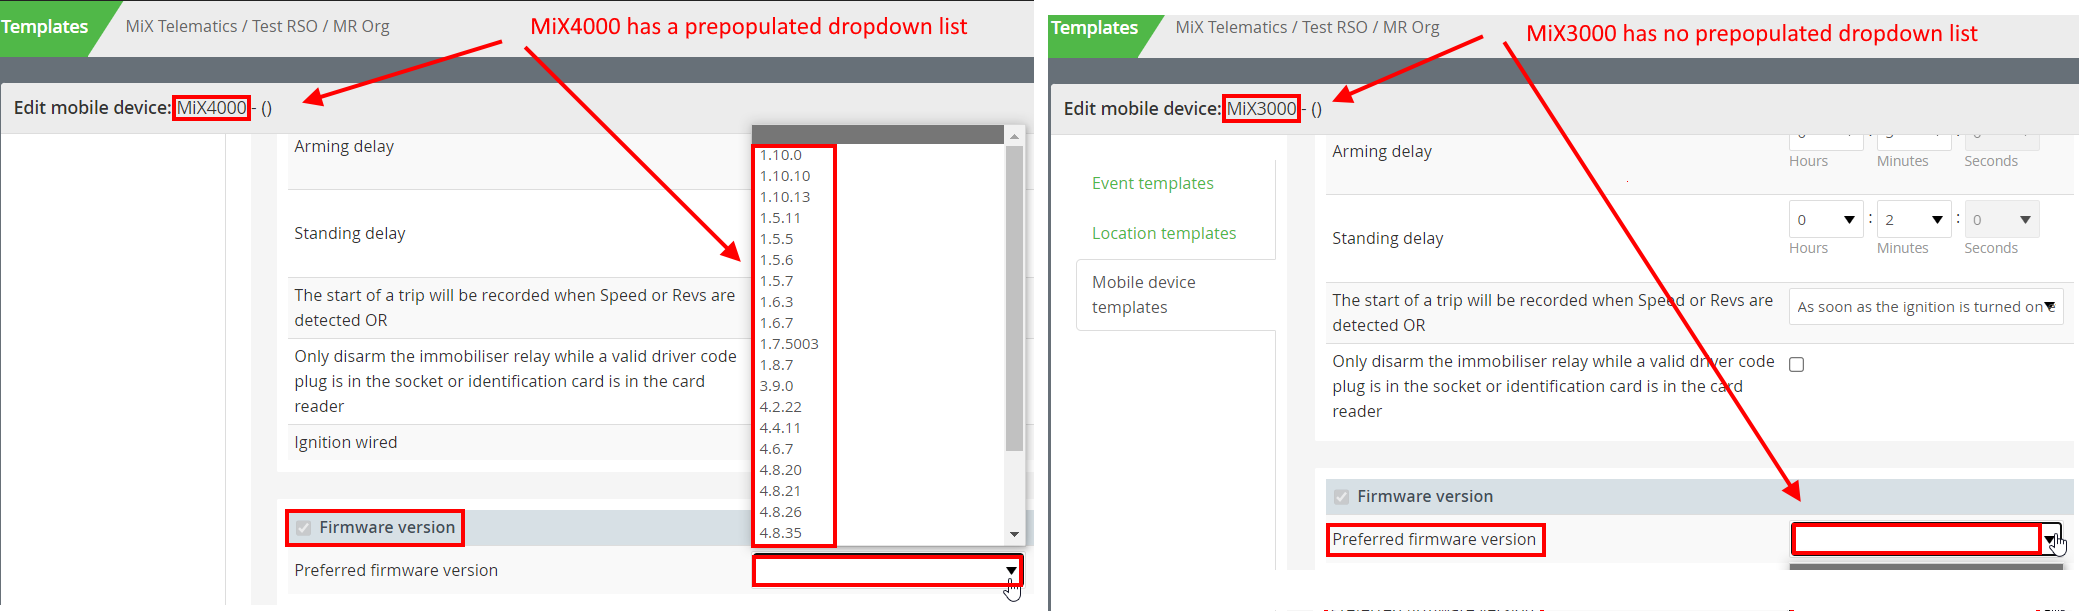 Templates
MiX Telematics / Test RSO / MR Org
MiX4000 has a prepopulated dropdown list
Edit mobile device: MiX4000 - ()
Arming delay
Standing delay
The start of a trip will be recorded when Speed or Revs are
detected OR
Only disarm the immobiliser relay while a valid driver code
plug is in the socket or identification card is in the card
reader
Ignition wired
1.10.0
1.10.10
1.10.13
1.5.11
1.5.5
1.5.6
1.5.7
1.6.3
1.6.7
1.7.5003
1.8.7
3.9.0
4.2.22
4.4.11
4.6.7
4.8.20
4.8.21
4.8.26
4.8.35
Firmware version
Preferred firmware version
Templates
MiX Telematics / Test RSO / MR Org
MiX3000 has no prepopulated dropdown list
Edit mobile device: MiX3000 - ()
Event templates
Location templates
Mobile device
templates
Arming delay
Hours Minutes Seconds
Standing delay
0 : 2 : 0
Hours Minutes Seconds
The start of a trip will be recorded when Speed or Revs are
detected OR
As soon as the ignition is turned on
Only disarm the immobiliser relay while a valid driver code
plug is in the socket or identification card is in the card
reader
Firmware version
Preferred firmware version